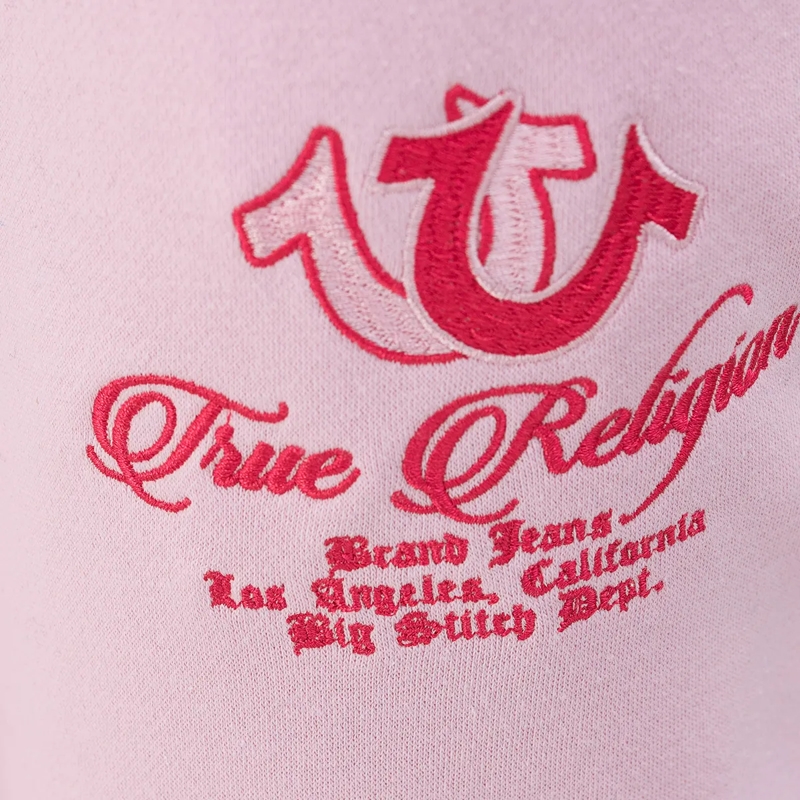 True Religion
Brand Jeans
Los Angeles, California
Big Stitch Dept.